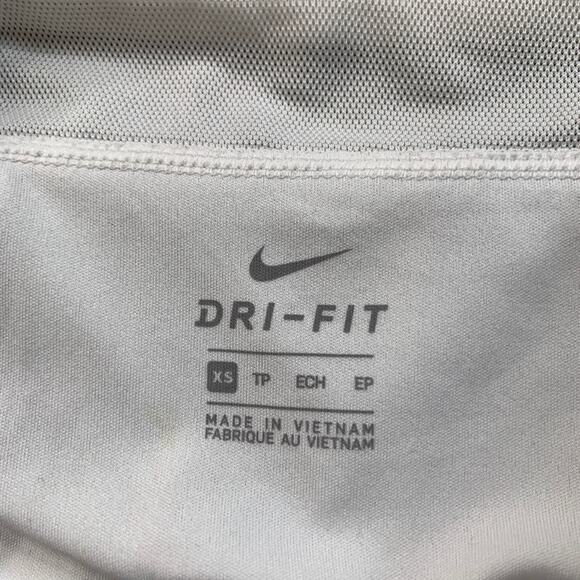 DRI-FIT
XS TP ECH EP
MADE IN VIETNAM
FABRIQUE AU VIETNAM